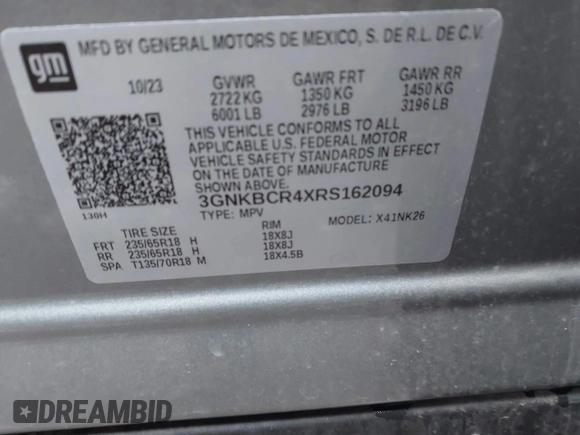 gm
MFD BY GENERAL MOTORS DE MEXICO, S. DE R.L. DE C.V.
10/23 GVWR GAWR FRT GAWR RR
2722 KG 1350 KG 1450 KG
6001 LB 2976 LB 3196 LB
THIS VEHICLE CONFORMS TO ALL
APPLICABLE U.S. FEDERAL MOTOR
VEHICLE SAFETY STANDARDS IN EFFECT
ON THE DATE OF MANUFACTURE
SHOWN ABOVE.
3GNKBCR4XRS162094
130H
TYPE: MPV MODEL: X41NK26
TIRE SIZE RIM
FRT 235/65R18 H 18X8J
RR 235/65R18 H 18X8J
SPA T135/70R18 M 18X4.5B
DREAMBID